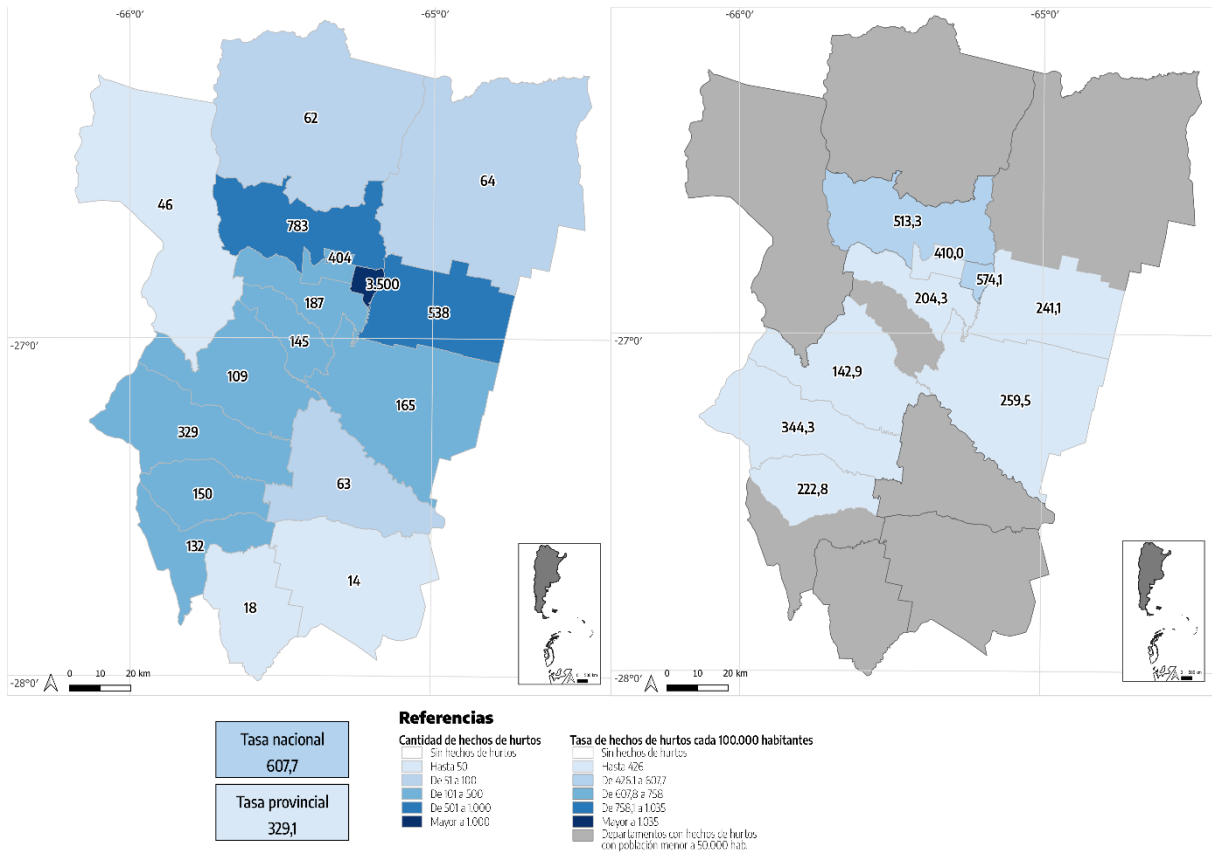 -66°0'
-65°0'
-66°0'
-65°0'
62
64
46
783
404
3.500
187
538
145
-27°0'
109
165
329
63
150
132
14
18
-28°0'
0 10 20 km
513,3
410,0
574,1
204,3
241,1
-27°0'
142,9
259,5
344,3
222,8
-28°0'
0 10 20 km
Referencias
Tasa nacional
607,7
Tasa provincial
329,1
Cantidad de hechos de hurtos
Sin hechos de hurtos
Hasta 50
De 51 a 100
De 101 a 500
De 501 a 1.000
Mayor a 1.000
Tasa de hechos de hurtos cada 100.000 habitantes
Sin hechos de hurtos
Hasta 426
De 426,1 a 607,7
De 607,8 a 758
De 758,1 a 1.035
Mayor a 1.035
Departamentos con hechos de hurtos
con población menor a 50.000 hab.